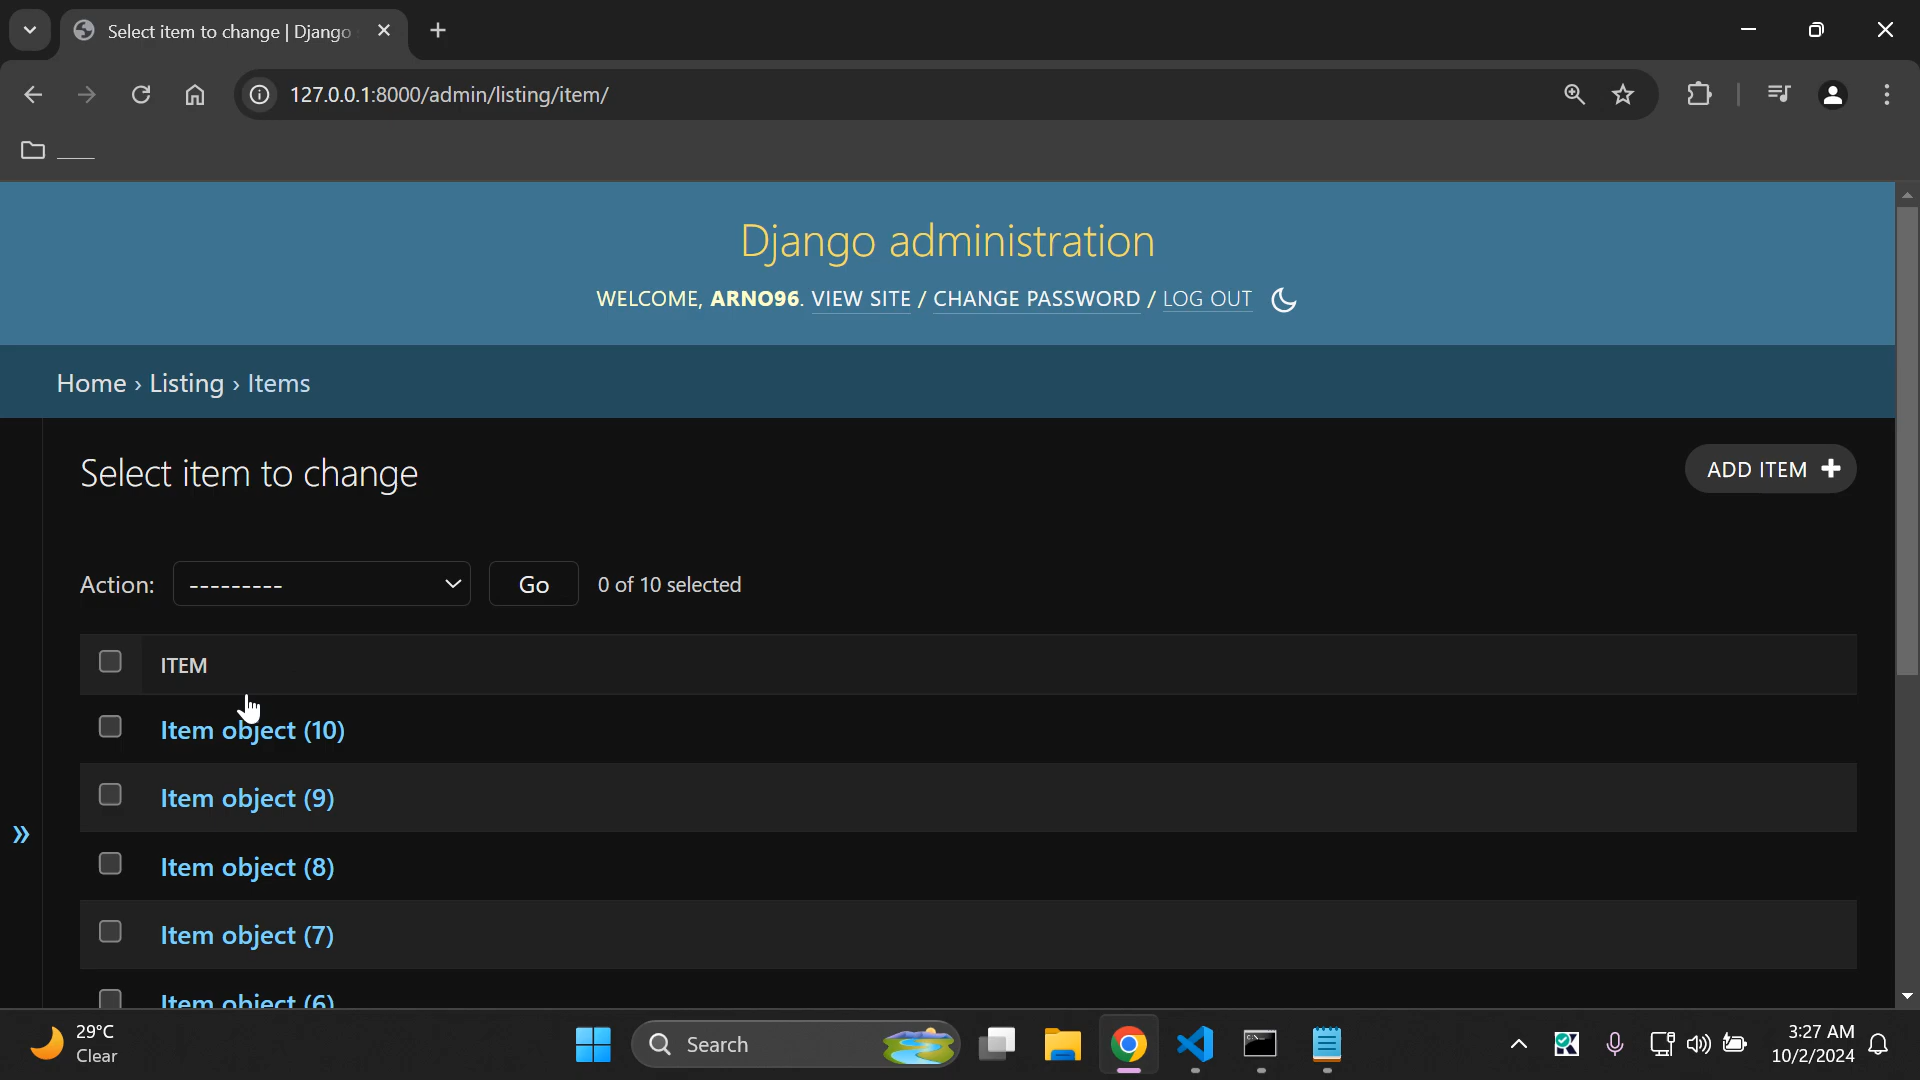 Select item to change | Django
127.0.0.1:8000/admin/listing/item/
Django administration
WELCOME, ARNO96. VIEW SITE / CHANGE PASSWORD / LOG OUT
Home › Listing › Items
Select item to change
ADD ITEM
Action: --------- Go 0 of 10 selected
ITEM
Item object (10)
Item object (9)
Item object (8)
Item object (7)
Item object (6)
29°C
Clear
Search
3:27 AM
10/2/2024